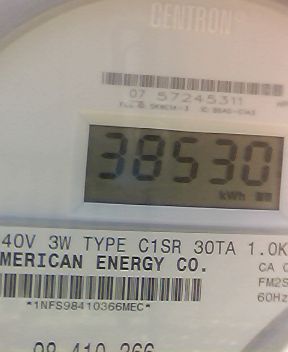 CENTRON®
07 57245311
38530
kWh
40V 3W TYPE C1SR 30TA 1.0K
MERICAN ENERGY CO.
CA 0
FM2S
60Hz
*1NFS98410366MEC*
98 410 366